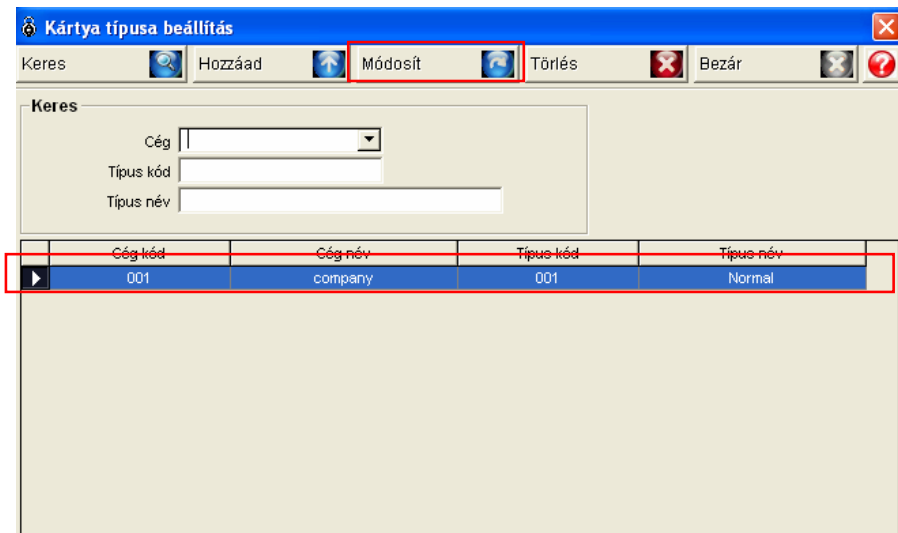 Kártya típusa beállítás
Keres Hozzáad Módosít Törlés Bezár ?
Keres
Cég
Típus kód
Típus név
Cég kód Cég név Típus kód Típus név
001 company 001 Normal